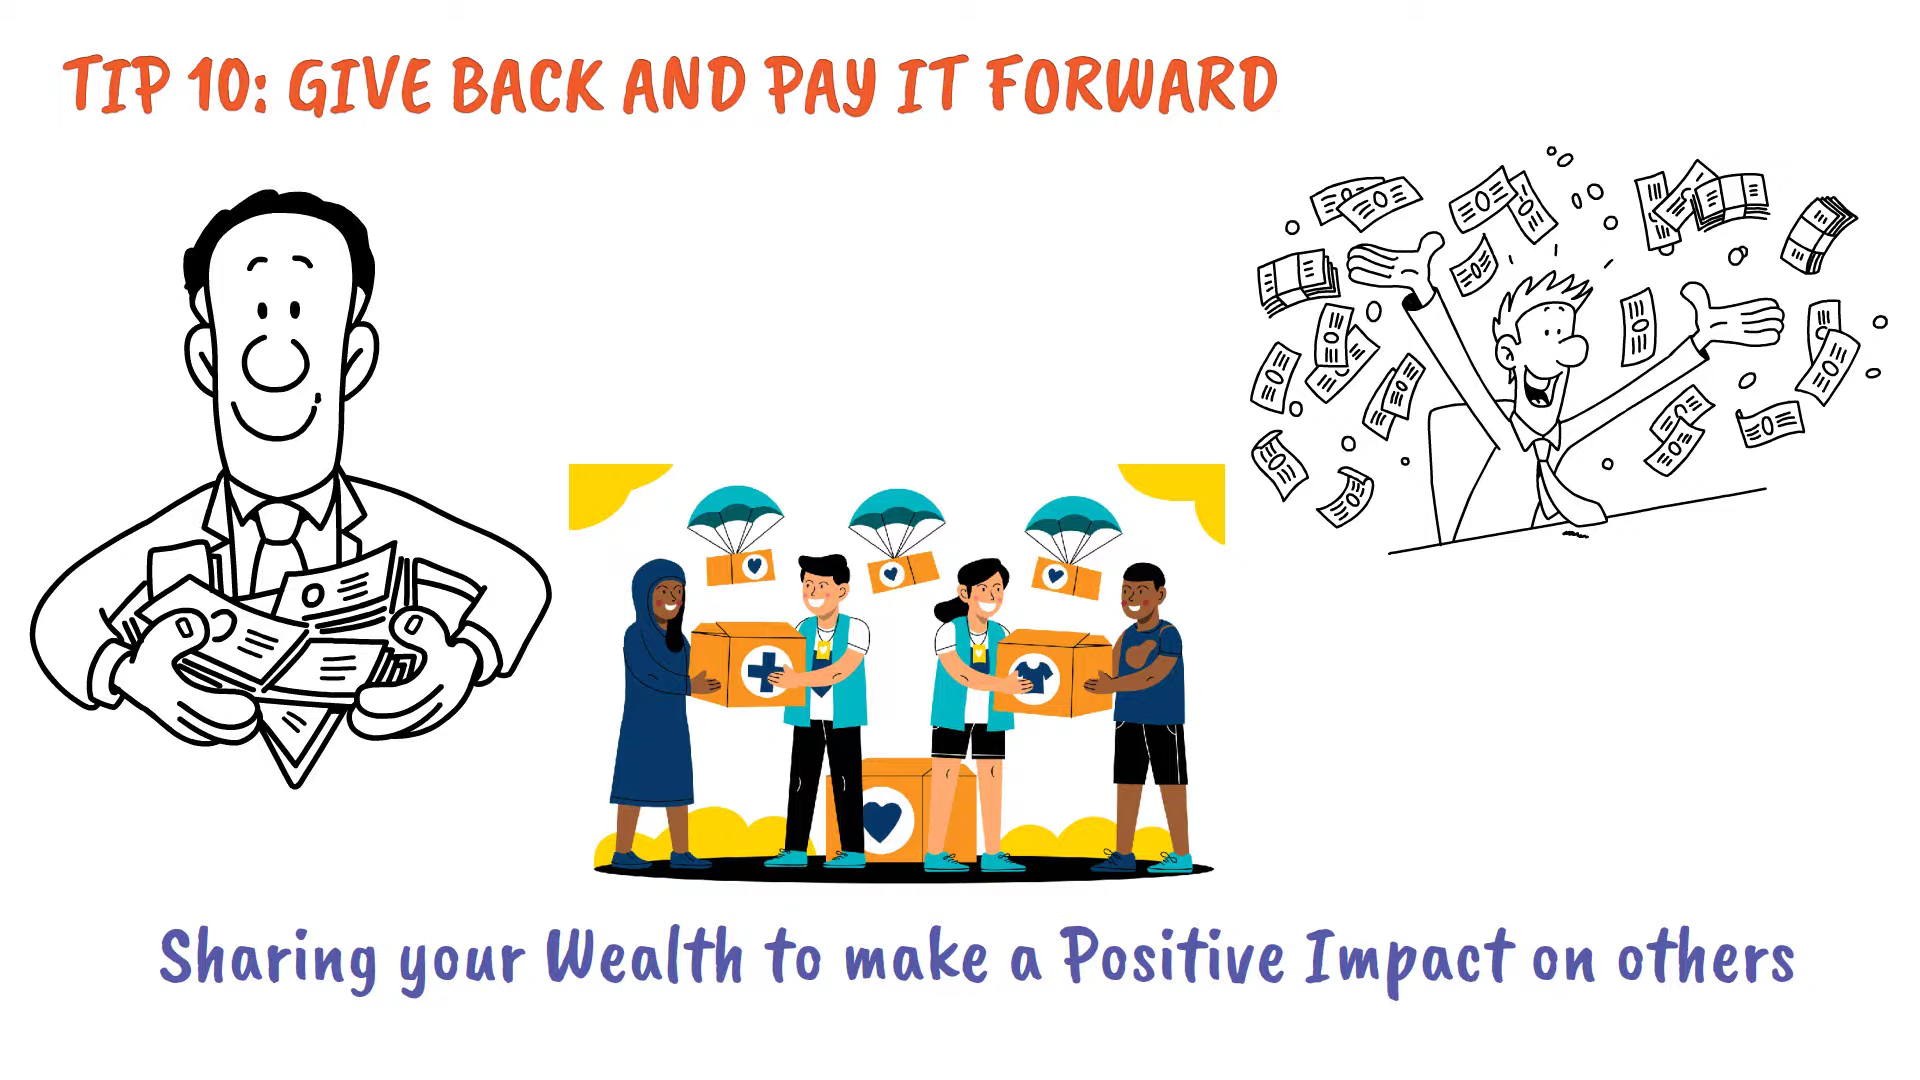 TIP 10: GIVE BACK AND PAY IT FORWARD
Sharing your Wealth to make a Positive Impact on others